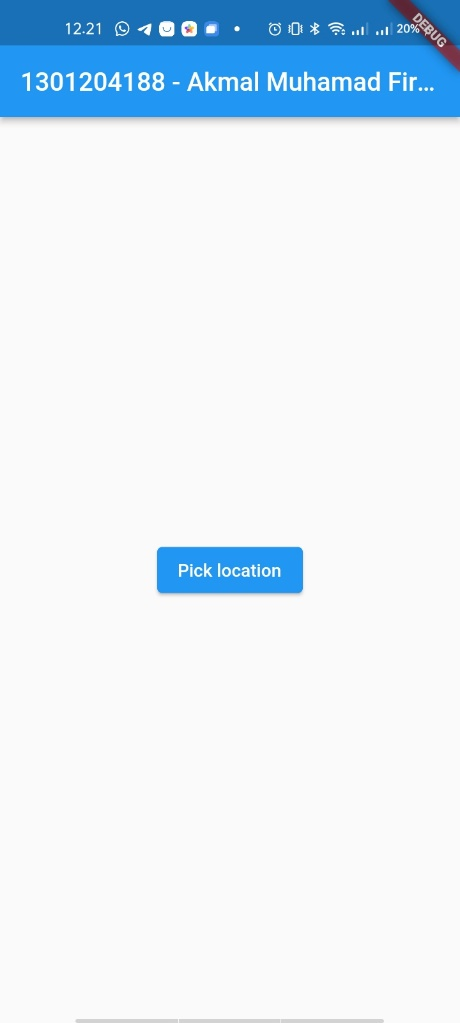 12.21
20%
DEBUG
1301204188 - Akmal Muhamad Fir...
Pick location